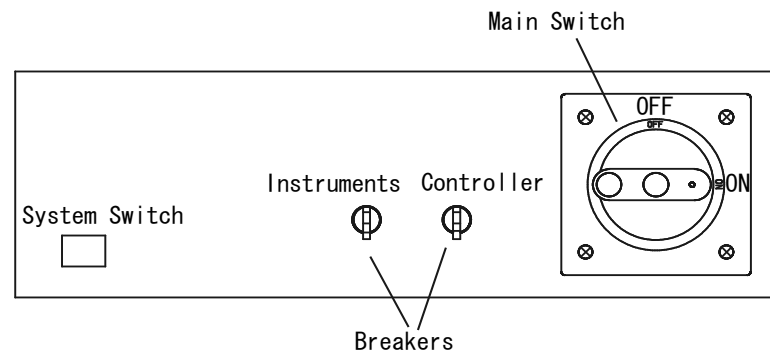 Main Switch
OFF
OFF
Instruments
Controller
ON
ON
System Switch
Breakers